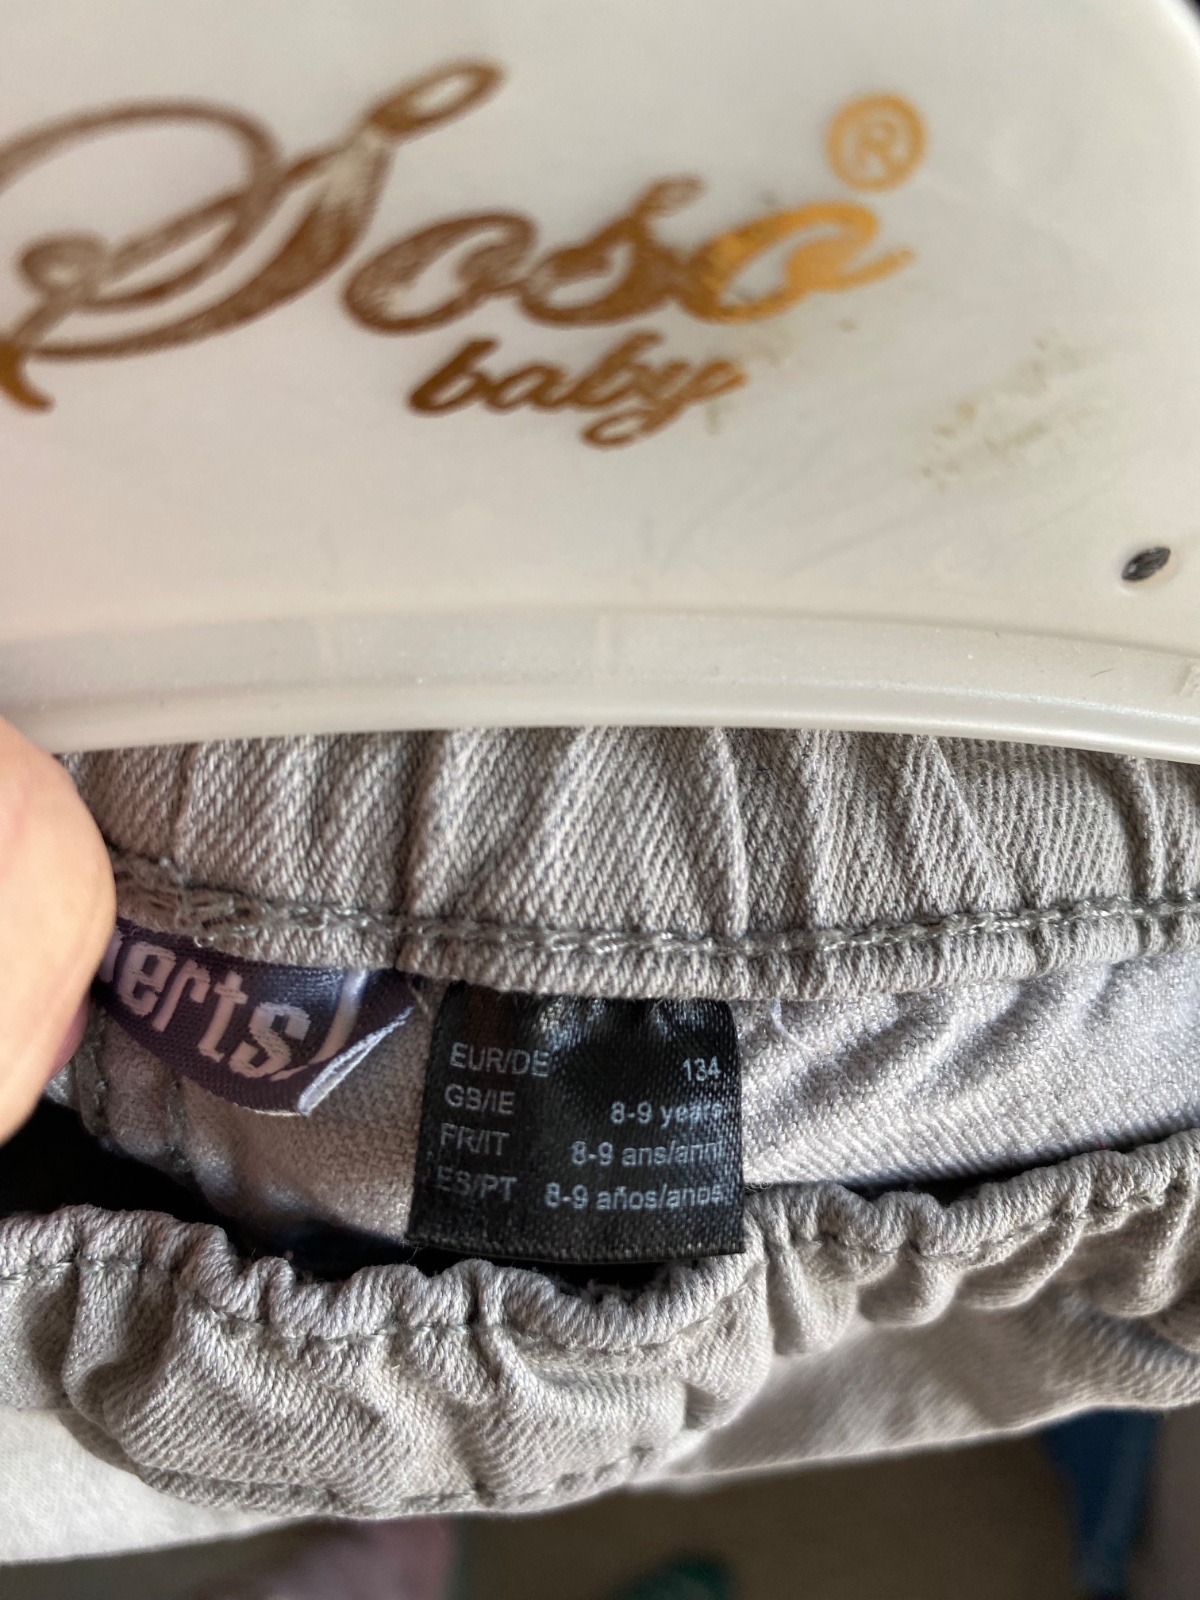 Soso ®
baby
erts
EUR/DE 134
GB/IE 8-9 years
FR/IT 8-9 ans/anni
ES/PT 8-9 años/anos